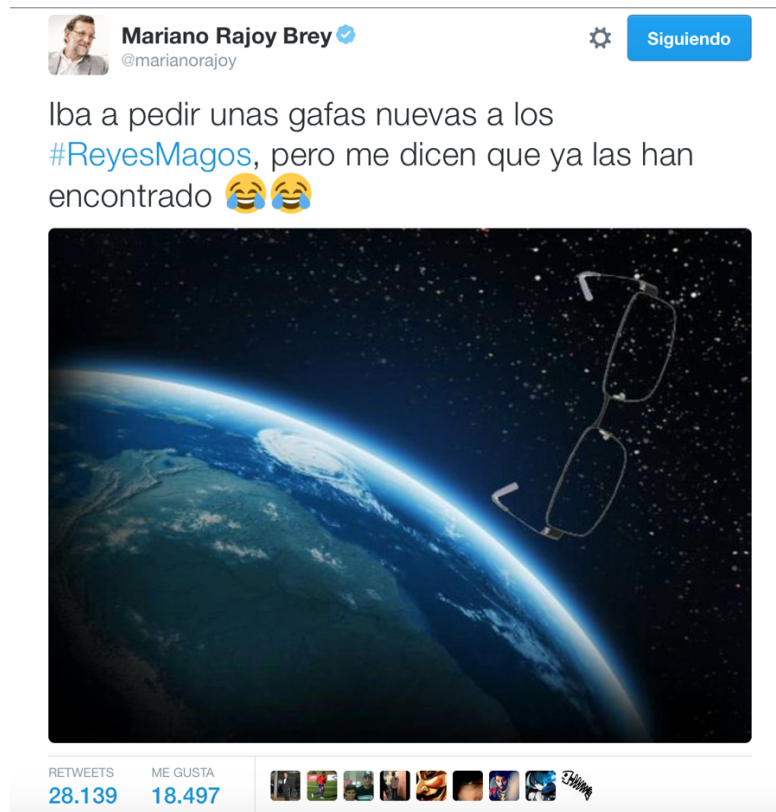 Mariano Rajoy Brey
@marianorajoy
Siguiendo
Iba a pedir unas gafas nuevas a los
#ReyesMagos, pero me dicen que ya las han
encontrado 😂😂
RETWEETS
ME GUSTA
28.139
18.497